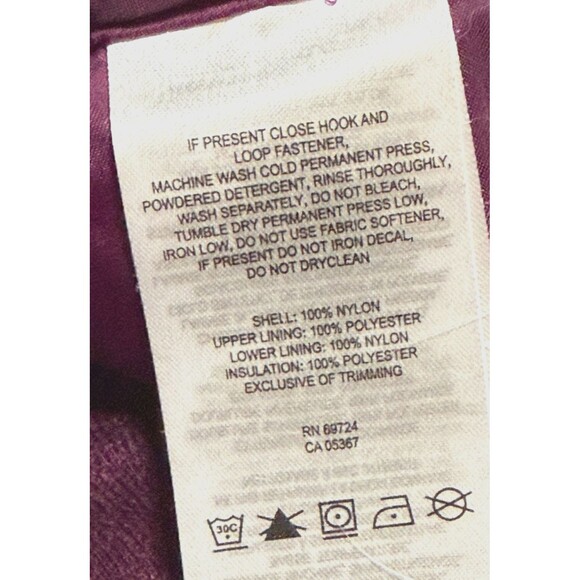 IF PRESENT CLOSE HOOK AND
LOOP FASTENER,
MACHINE WASH COLD PERMANENT PRESS,
POWDERED DETERGENT, RINSE THOROUGHLY,
WASH SEPARATELY, DO NOT BLEACH,
TUMBLE DRY PERMANENT PRESS LOW,
IRON LOW, DO NOT USE FABRIC SOFTENER,
IF PRESENT DO NOT IRON DECAL,
DO NOT DRYCLEAN
SHELL: 100% NYLON
UPPER LINING: 100% POLYESTER
LOWER LINING: 100% NYLON
INSULATION: 100% POLYESTER
EXCLUSIVE OF TRIMMING
RN 69724
CA 05367
30C